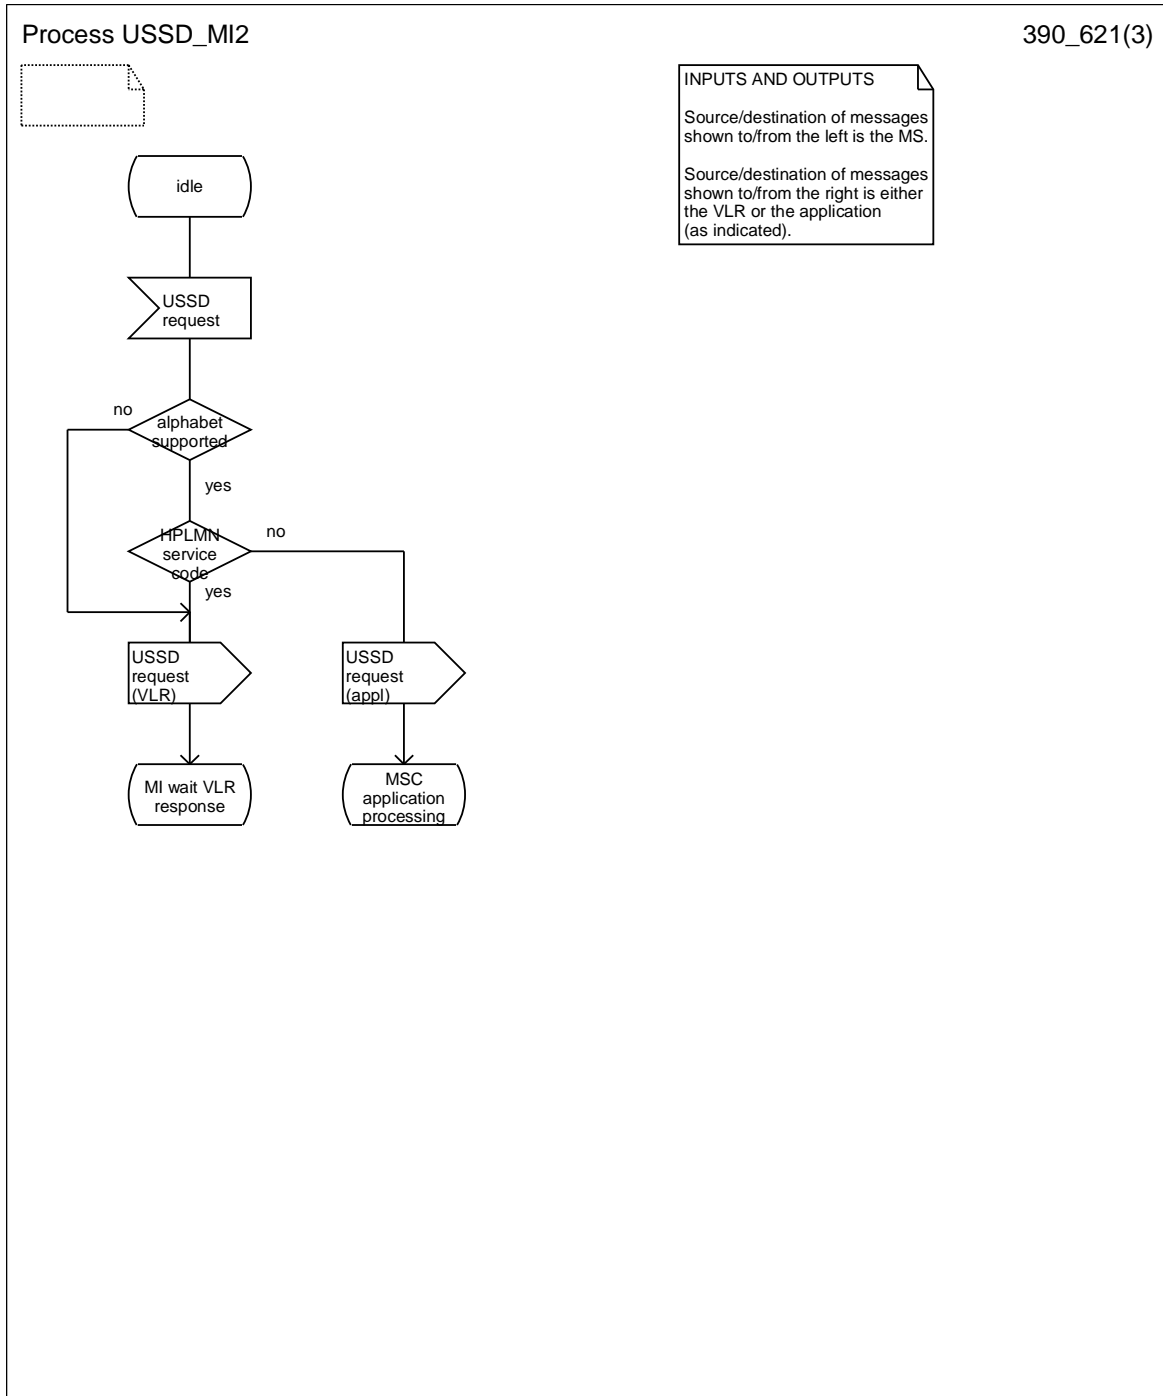 Process USSD_MI2
390_621(3)
INPUTS AND OUTPUTS
Source/destination of messages
shown to/from the left is the MS.
Source/destination of messages
shown to/from the right is either
the VLR or the application
(as indicated).
idle
USSD
request
no
alphabet
supported
yes
HPLMN
service
code
no
yes
USSD
request
(VLR)
USSD
request
(appl)
MI wait VLR
response
MSC
application
processing